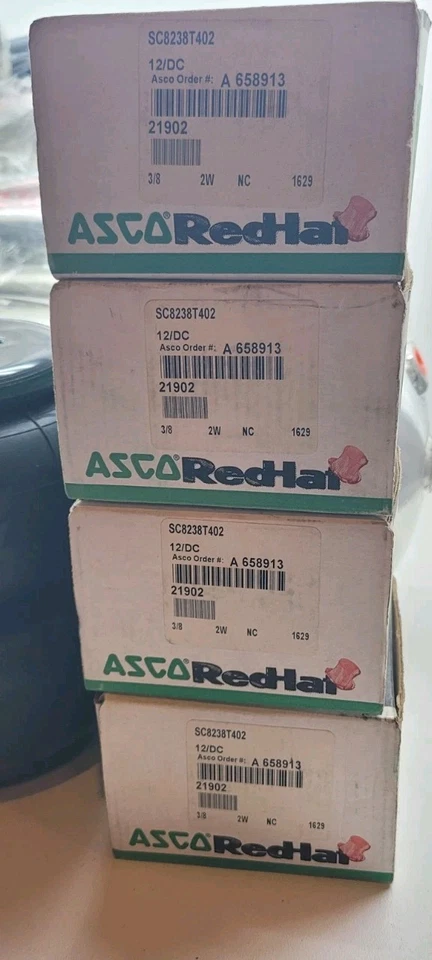 SC8238T402
12/DC
Asco Order #: A 658913
21902
3/8 2W NC 1629
ASCO RedHat
SC8238T402
12/DC
Asco Order #: A 658913
21902
3/8 2W NC 1629
ASCO RedHat
SC8238T402
12/DC
Asco Order #: A 658913
21902
3/8 2W NC 1629
ASCO RedHat
SC8238T402
12/DC
Asco Order #: A 658913
21902
3/8 2W NC 1629
ASCO RedHat